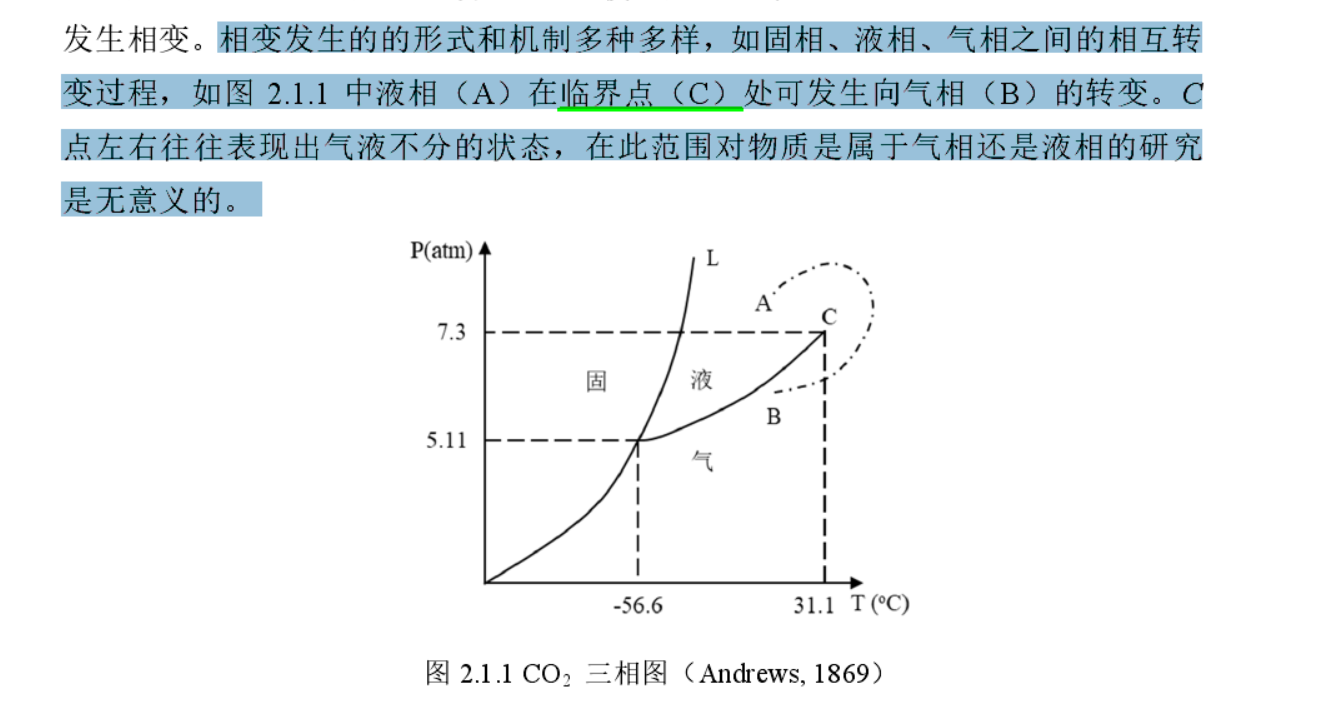 发生相变。相变发生的的形式和机制多种多样，如固相、液相、气相之间的相互转
变过程，如图 2.1.1 中液相（A）在临界点（C）处可发生向气相（B）的转变。C
点左右往往表现出气液不分的状态，在此范围对物质是属于气相还是液相的研究
是无意义的。
P(atm)
L
A
C
7.3
固
液
B
5.11
气
-56.6
31.1
T (°C)
图 2.1.1 CO₂ 三相图（Andrews, 1869）